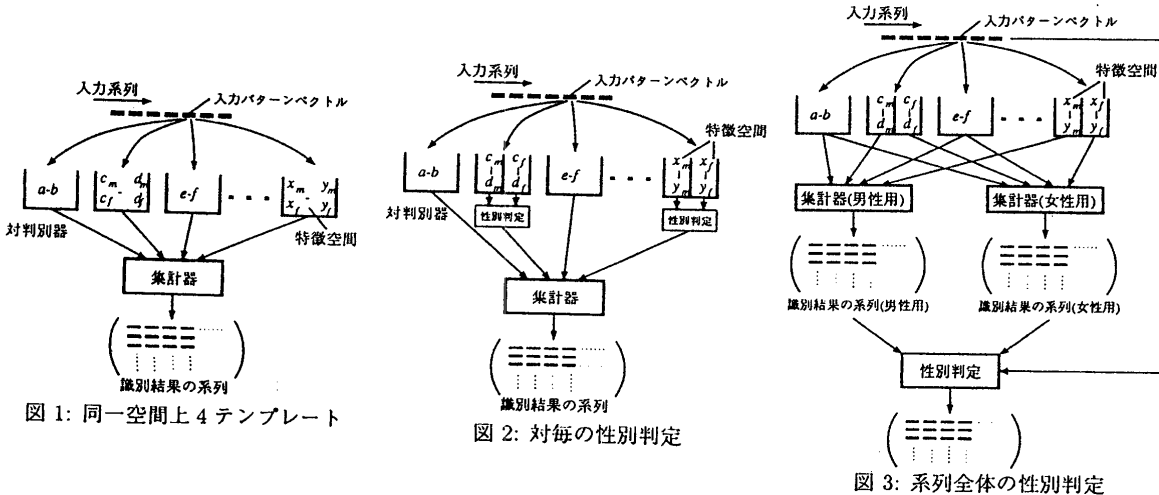 入力系列
入力パターンベクトル
a-b
c_m - d_m
c_f d_f
e-f
x_m - y_m
x_f y_f
対判別器
特徴空間
集計器
識別結果の系列
図 1: 同一空間上 4 テンプレート
入力系列
入力パターンベクトル
特徴空間
a-b
c_m c_f
d_m d_f
e-f
x_m x_f
y_m y_f
対判別器
性別判定
性別判定
集計器
識別結果の系列
図 2: 対毎の性別判定
入力系列
入力パターンベクトル
特徴空間
a-b
c_m c_f
d_m d_f
e-f
x_m x_f
y_m y_f
集計器(男性用)
集計器(女性用)
識別結果の系列(男性用)
識別結果の系列(女性用)
性別判定
図 3: 系列全体の性別判定